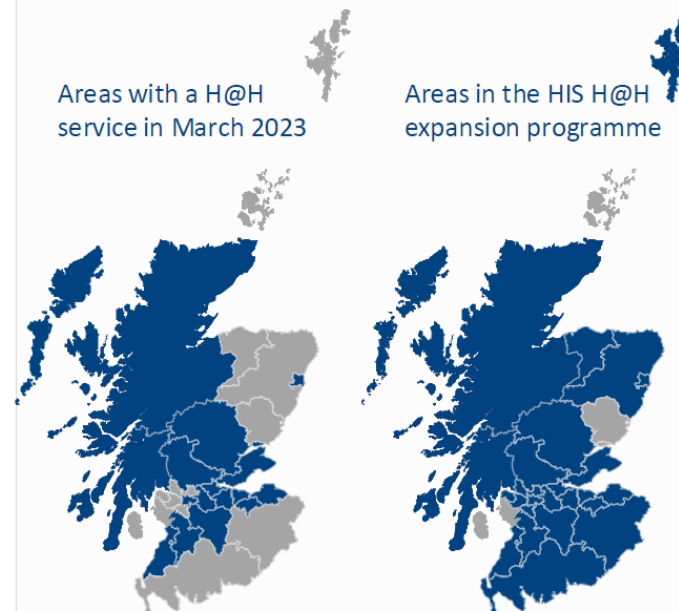 Areas with a H@H
service in March 2023
Areas in the HIS H@H
expansion programme